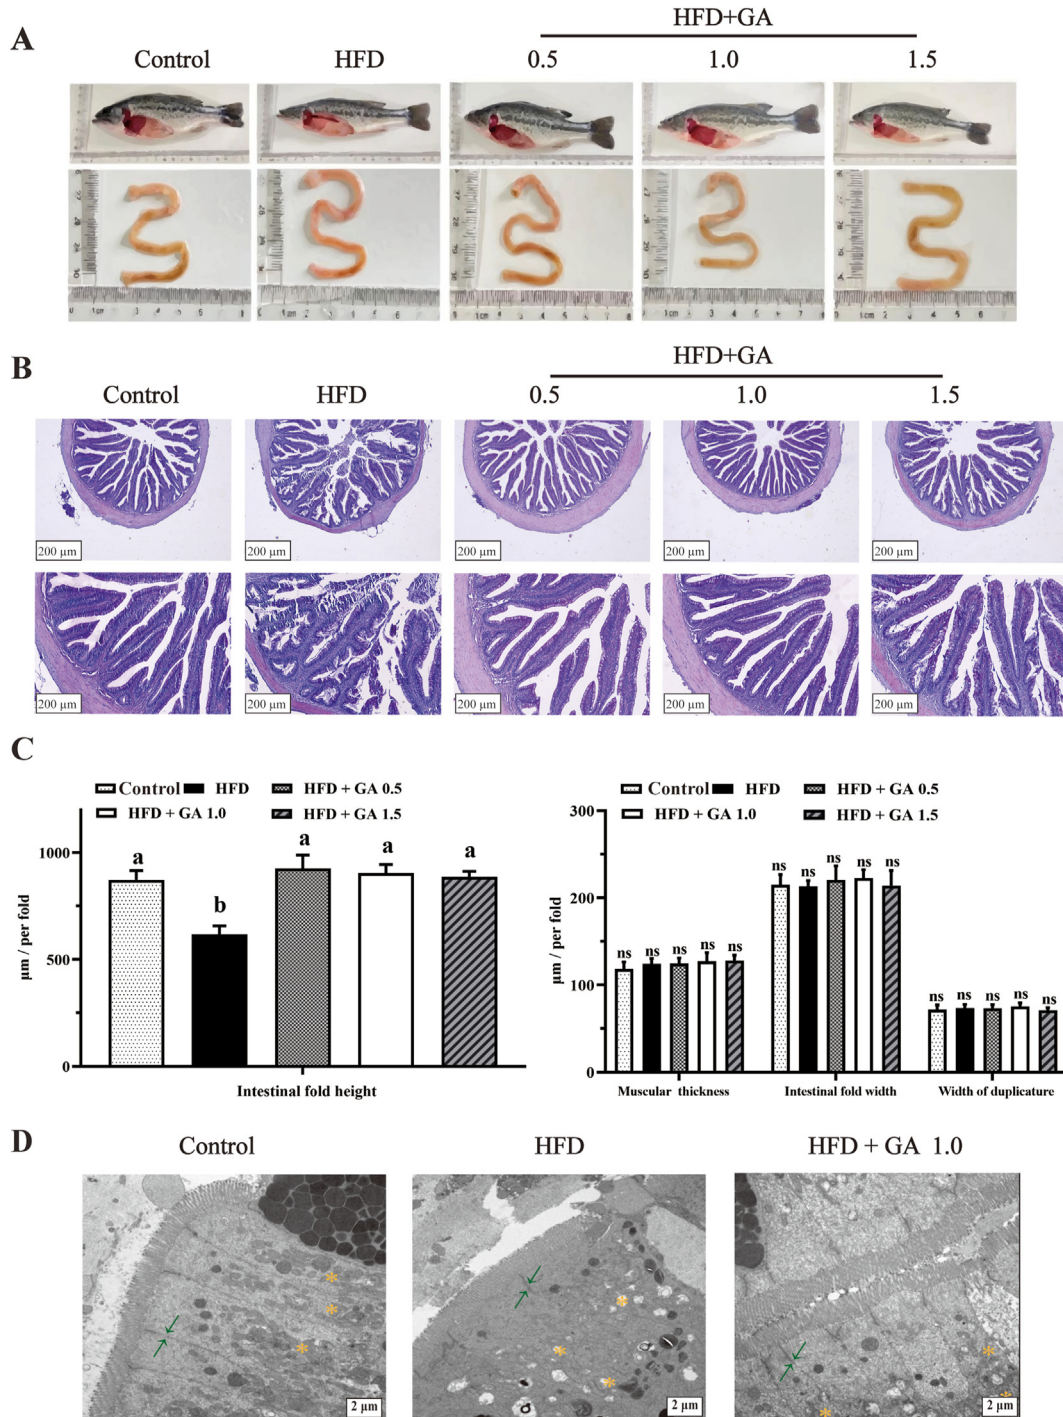 A
HFD+GA
Control HFD 0.5 1.0 1.5
B
HFD+GA
Control HFD 0.5 1.0 1.5
200 µm 200 µm 200 µm 200 µm 200 µm
200 µm 200 µm 200 µm 200 µm 200 µm
C
Control HFD HFD + GA 0.5
HFD + GA 1.0 HFD + GA 1.5
µm / per fold
1000
500
0
a b a a a
Intestinal fold height
Control HFD HFD + GA 0.5
HFD + GA 1.0 HFD + GA 1.5
µm / per fold
300
200
100
0
ns ns ns ns ns
ns ns ns ns ns
ns ns ns ns ns
Muscular thickness Intestinal fold width Width of duplicature
D
Control HFD HFD + GA 1.0
2 µm 2 µm 2 µm